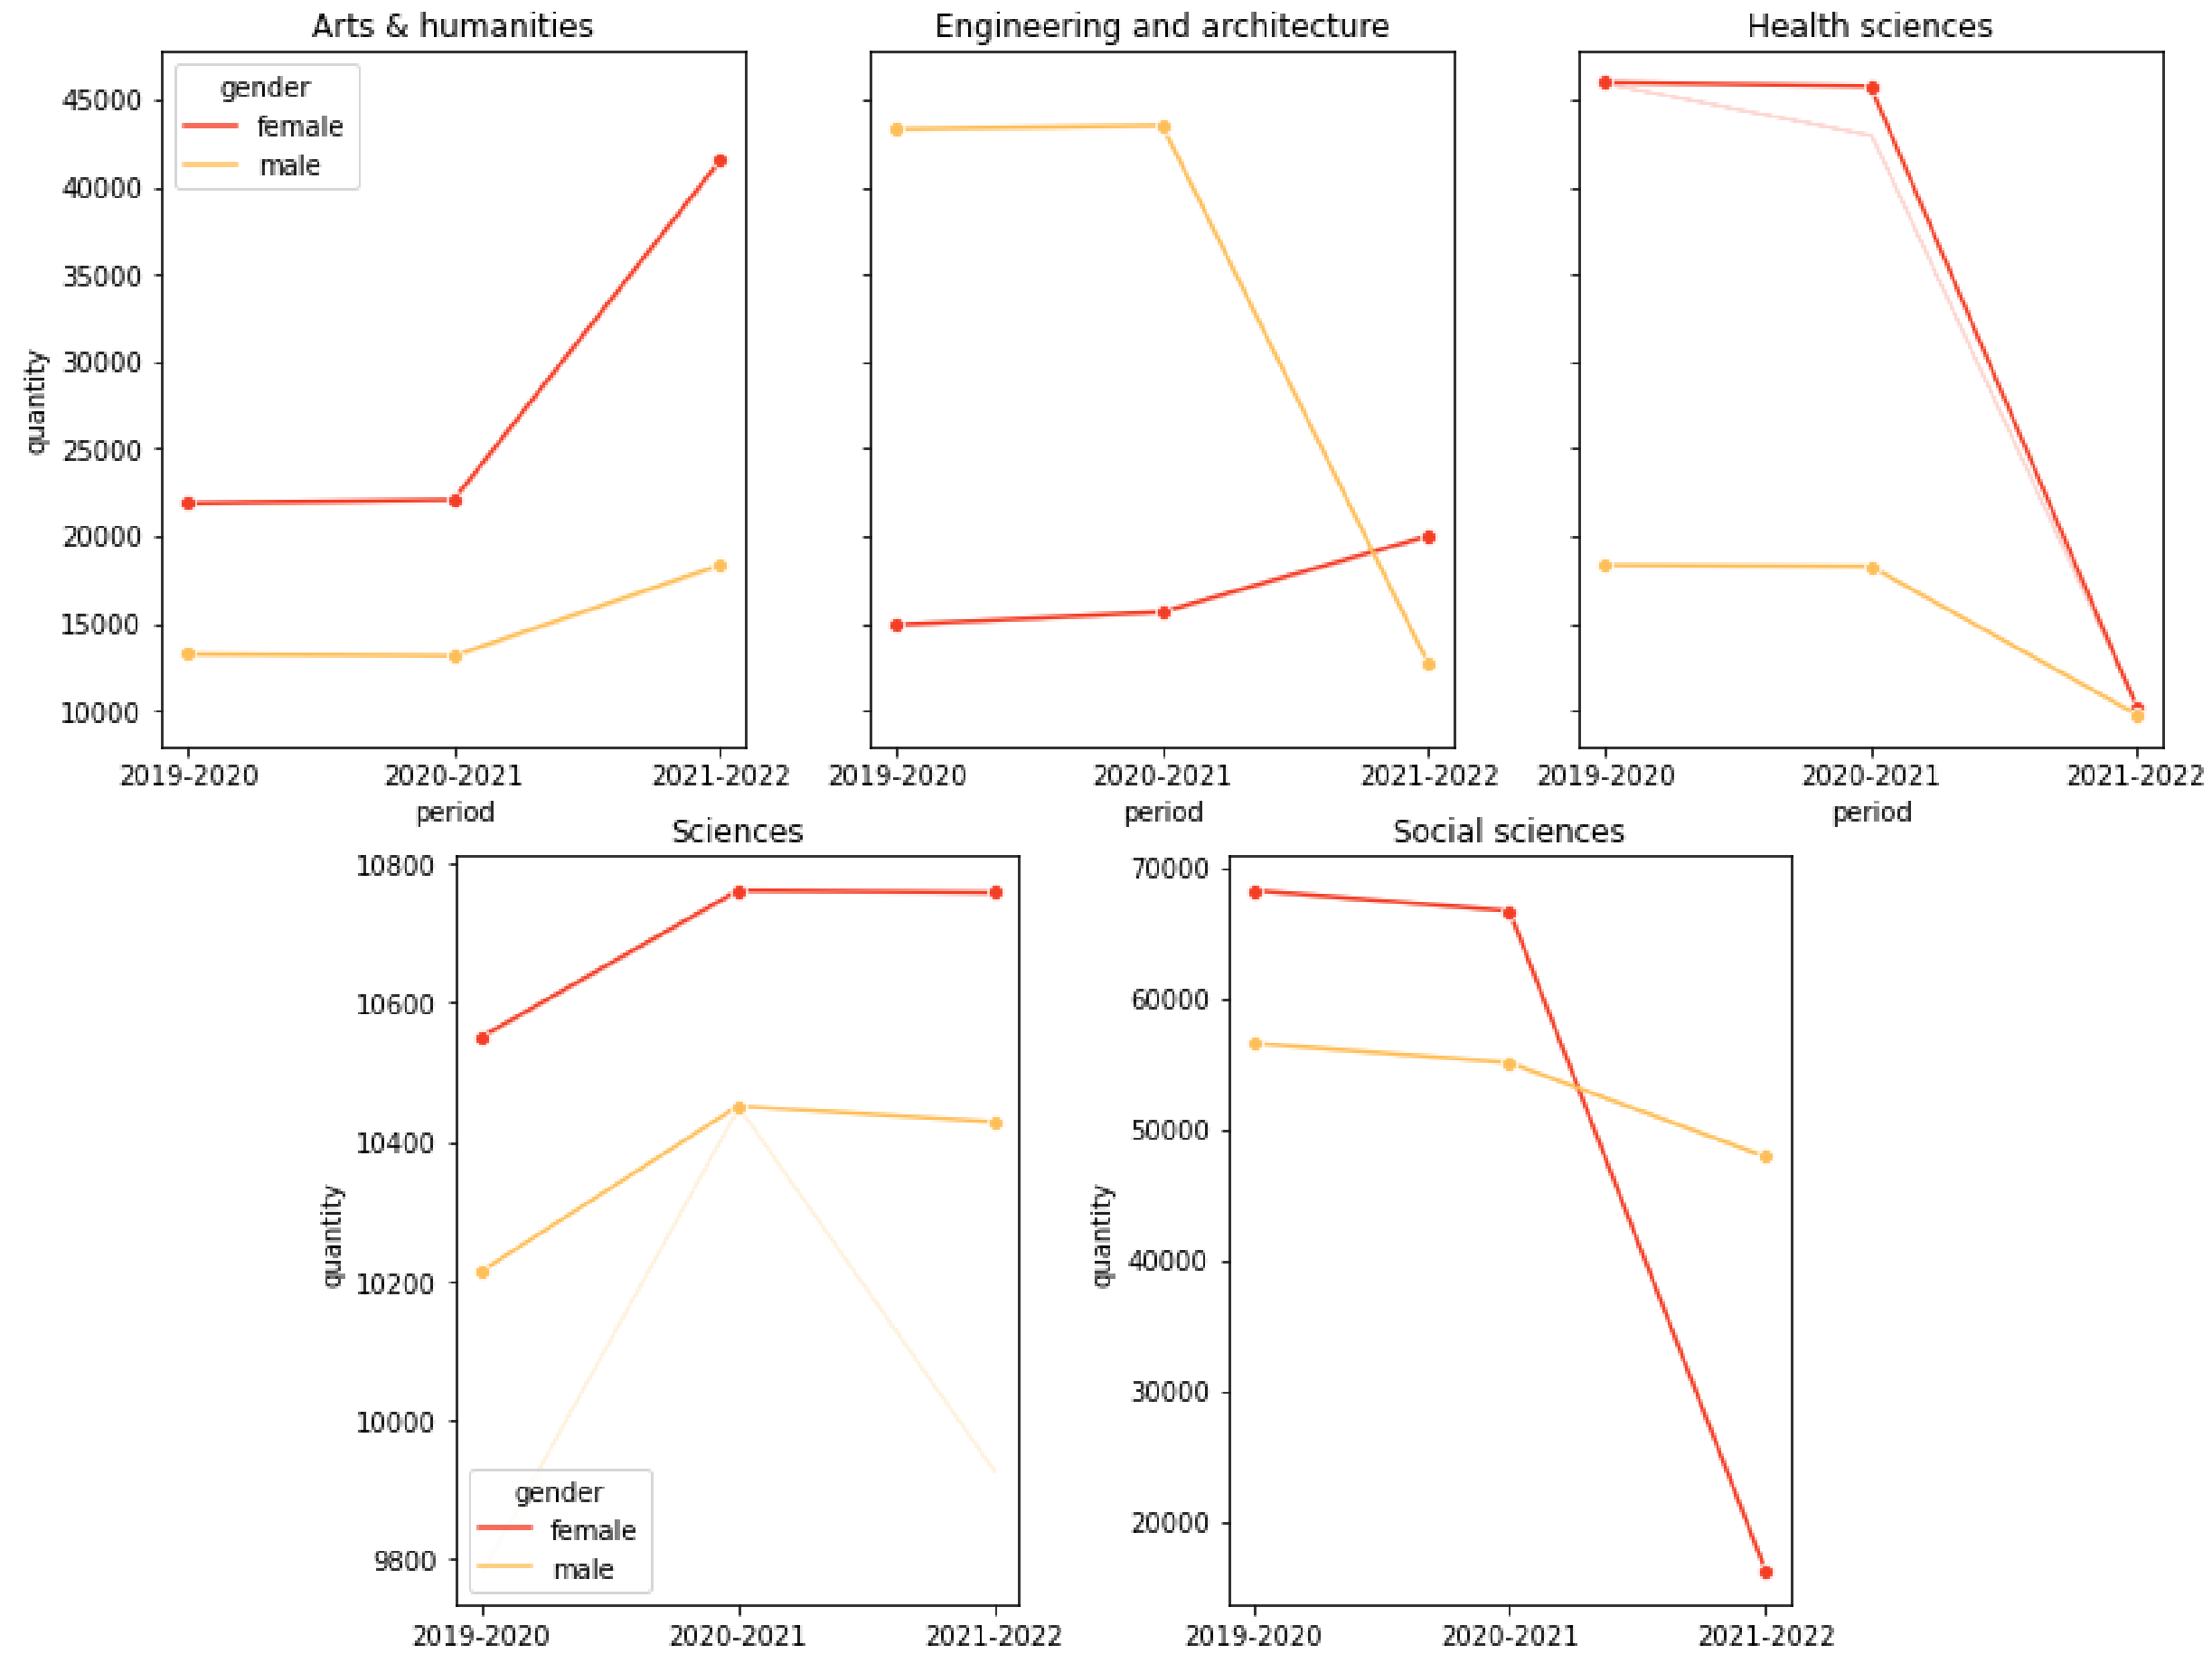 Arts & humanities
Engineering and architecture
Health sciences
gender
female
male
45000
40000
35000
30000
25000
20000
15000
10000
quantity
2019-2020 2020-2021 2021-2022
period
2019-2020 2020-2021 2021-2022
period
2019-2020 2020-2021 2021-2022
period
Sciences
10800
10600
10400
10200
10000
9800
quantity
gender
female
male
2019-2020 2020-2021 2021-2022
Social sciences
70000
60000
50000
40000
30000
20000
quantity
2019-2020 2020-2021 2021-2022